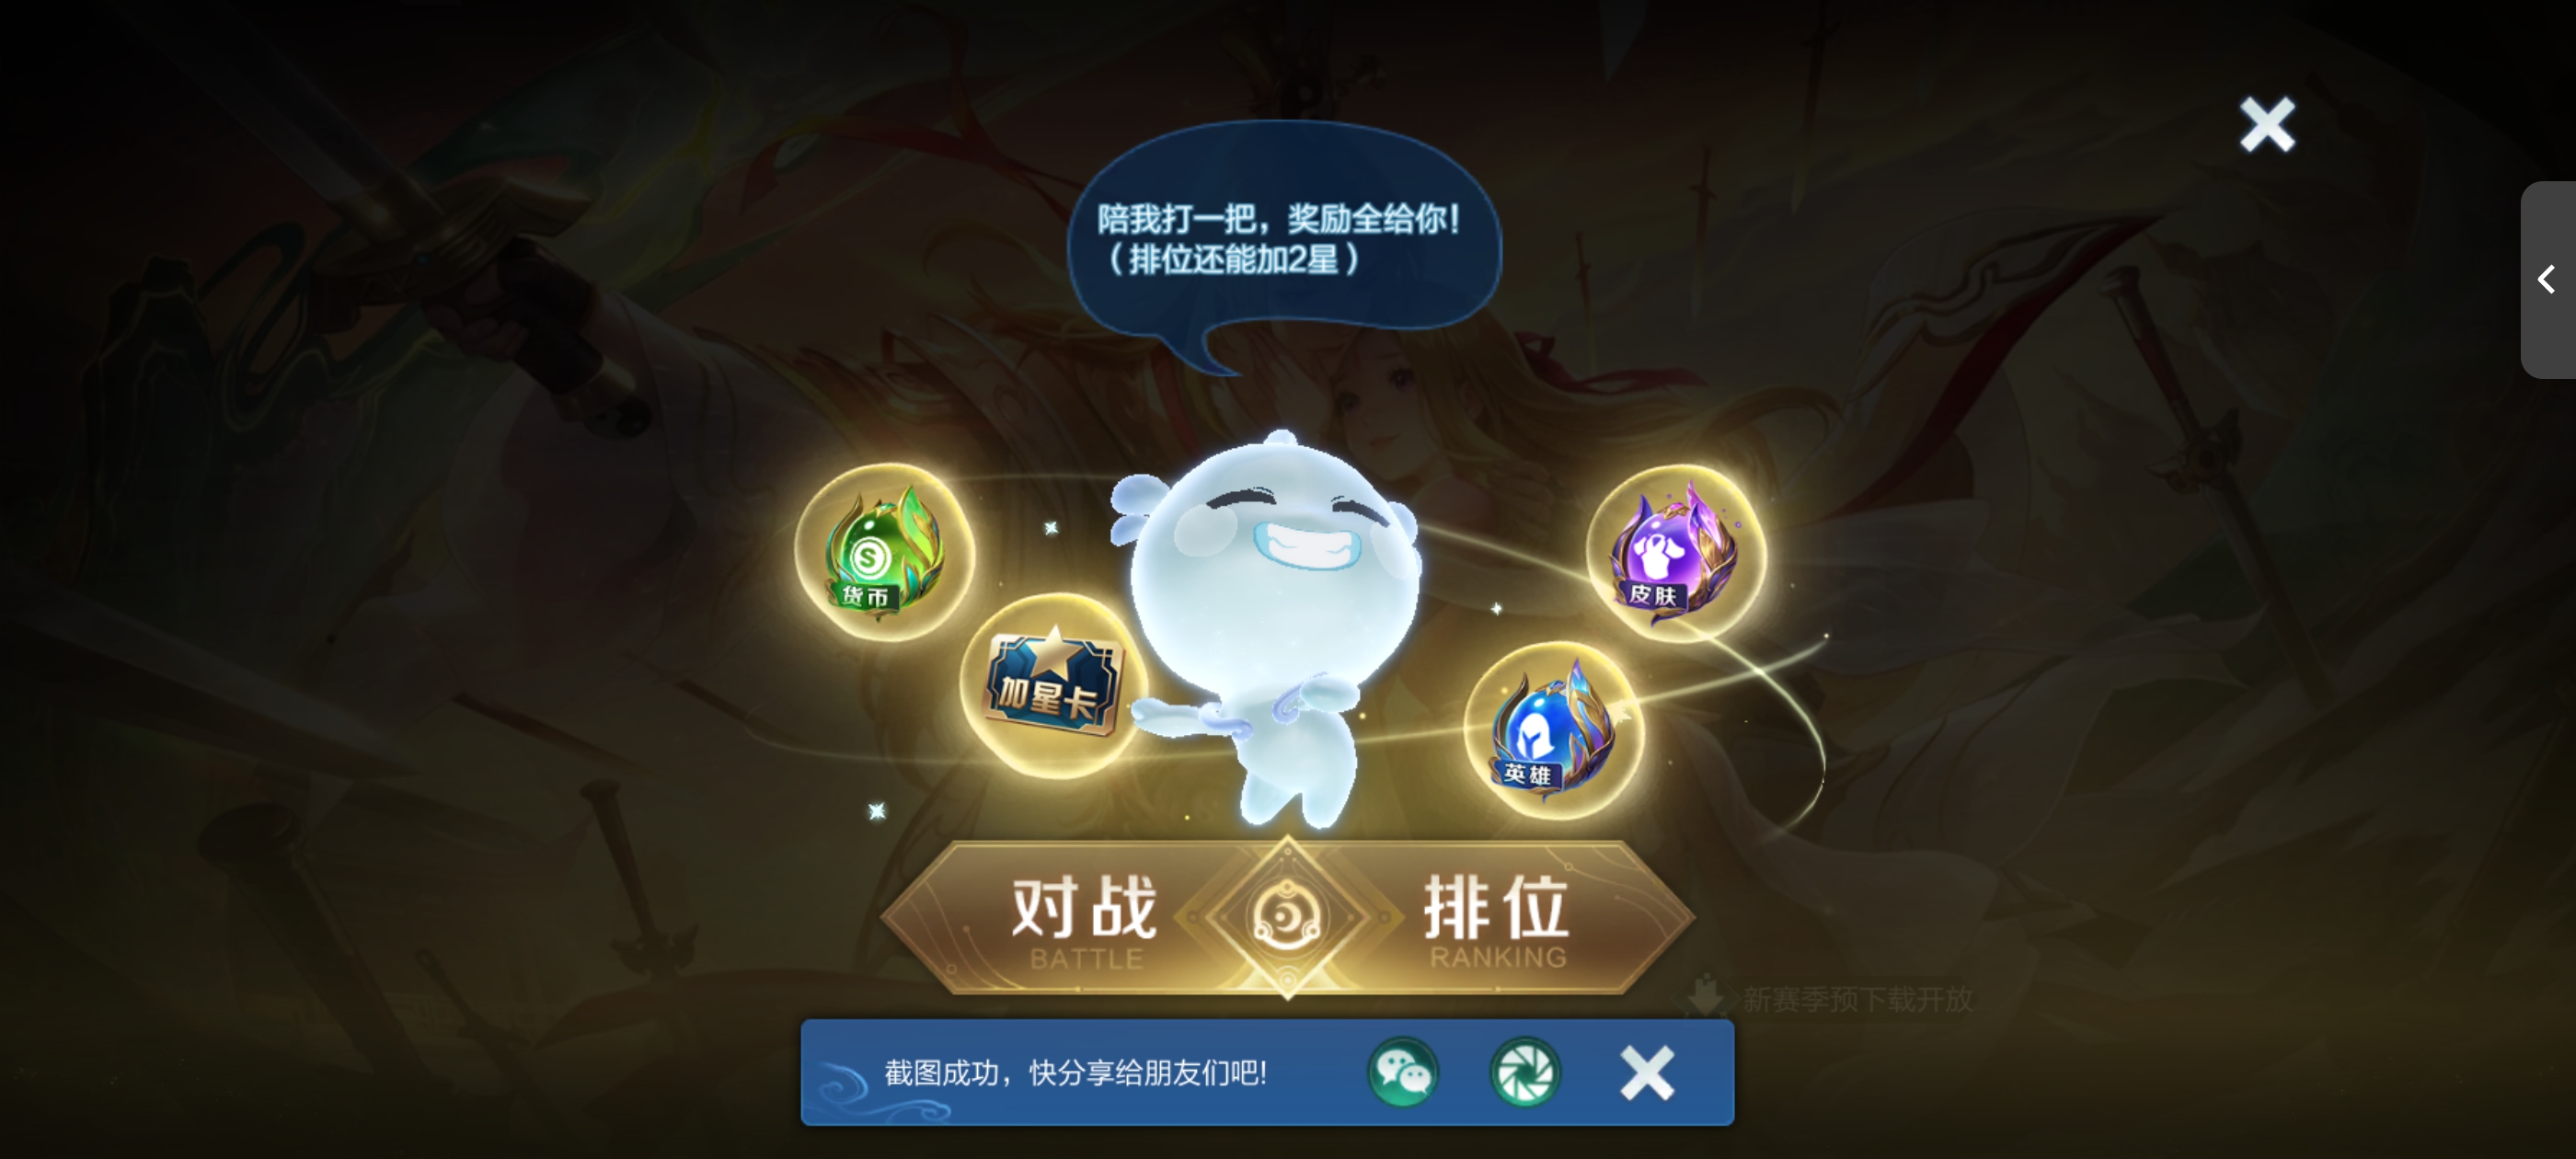 陪我打一把，奖励全给你！
（排位还能加2星）
货币
皮肤
加星卡
英雄
对战
BATTLE
排位
RANKING
新赛季预下载开放
截图成功，快分享给朋友们吧!